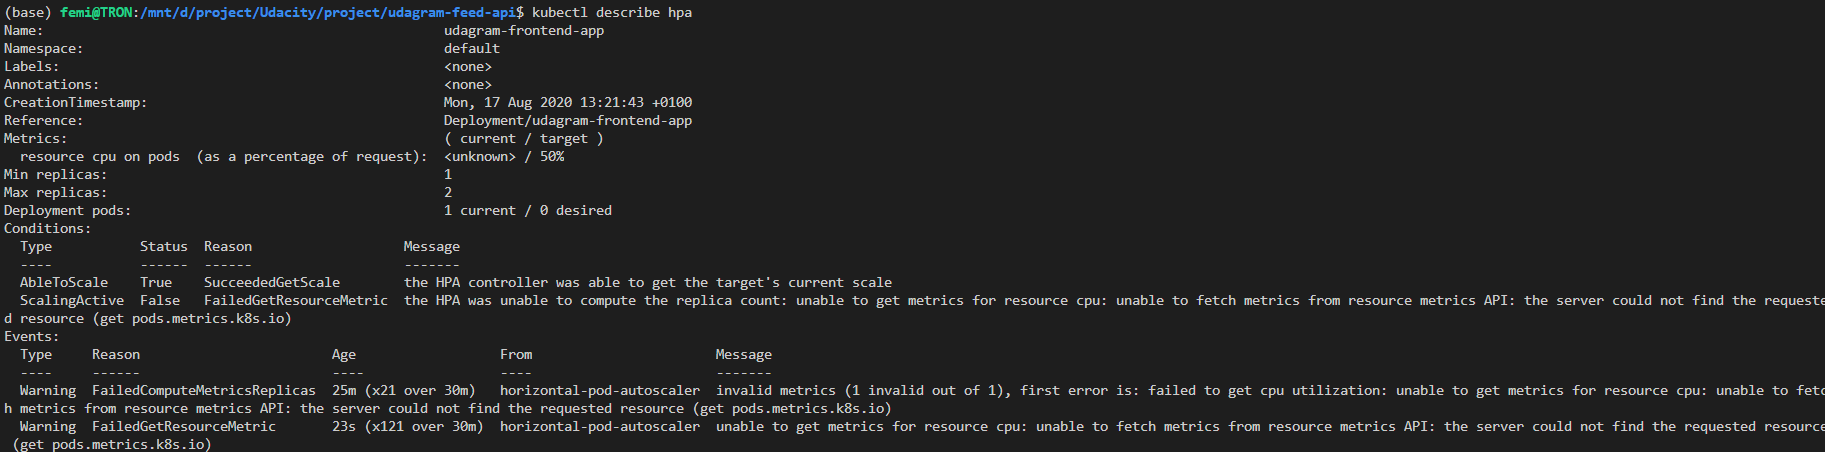 (base) femi@TRON:/mnt/d/project/Udacity/project/udagram-feed-api$ kubectl describe hpa
Name:                                                  udagram-frontend-app
Namespace:                                             default
Labels:                                                <none>
Annotations:                                           <none>
CreationTimestamp:                                     Mon, 17 Aug 2020 13:21:43 +0100
Reference:                                             Deployment/udagram-frontend-app
Metrics:                                               ( current / target )
  resource cpu on pods  (as a percentage of request):  <unknown> / 50%
Min replicas:                                          1
Max replicas:                                          2
Deployment pods:                                       1 current / 0 desired
Conditions:
  Type           Status  Reason                   Message
  ----           ------  ------                   -------
  AbleToScale    True    SucceededGetScale        the HPA controller was able to get the target's current scale
  ScalingActive  False   FailedGetResourceMetric  the HPA was unable to compute the replica count: unable to get metrics for resource cpu: unable to fetch metrics from resource metrics API: the server could not find the requeste
d resource (get pods.metrics.k8s.io)
Events:
  Type     Reason                        Age                  From                       Message
  ----     ------                        ----                 ----                       -------
  Warning  FailedComputeMetricsReplicas  25m (x21 over 30m)   horizontal-pod-autoscaler  invalid metrics (1 invalid out of 1), first error is: failed to get cpu utilization: unable to get metrics for resource cpu: unable to fetc
h metrics from resource metrics API: the server could not find the requested resource (get pods.metrics.k8s.io)
  Warning  FailedGetResourceMetric       23s (x121 over 30m)  horizontal-pod-autoscaler  unable to get metrics for resource cpu: unable to fetch metrics from resource metrics API: the server could not find the requested resource
 (get pods.metrics.k8s.io)